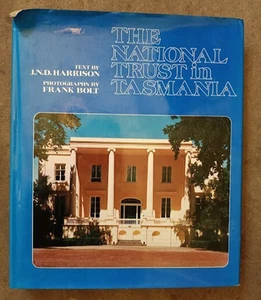 THE
NATIONAL
TRUST in
TASMANIA
TEXT BY
J.N.D. HARRISON
PHOTOGRAPHS BY
FRANK BOLT